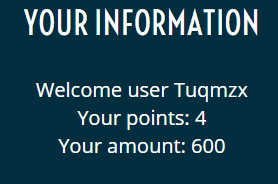 YOUR INFORMATION
Welcome user Tuqmzx
Your points: 4
Your amount: 600